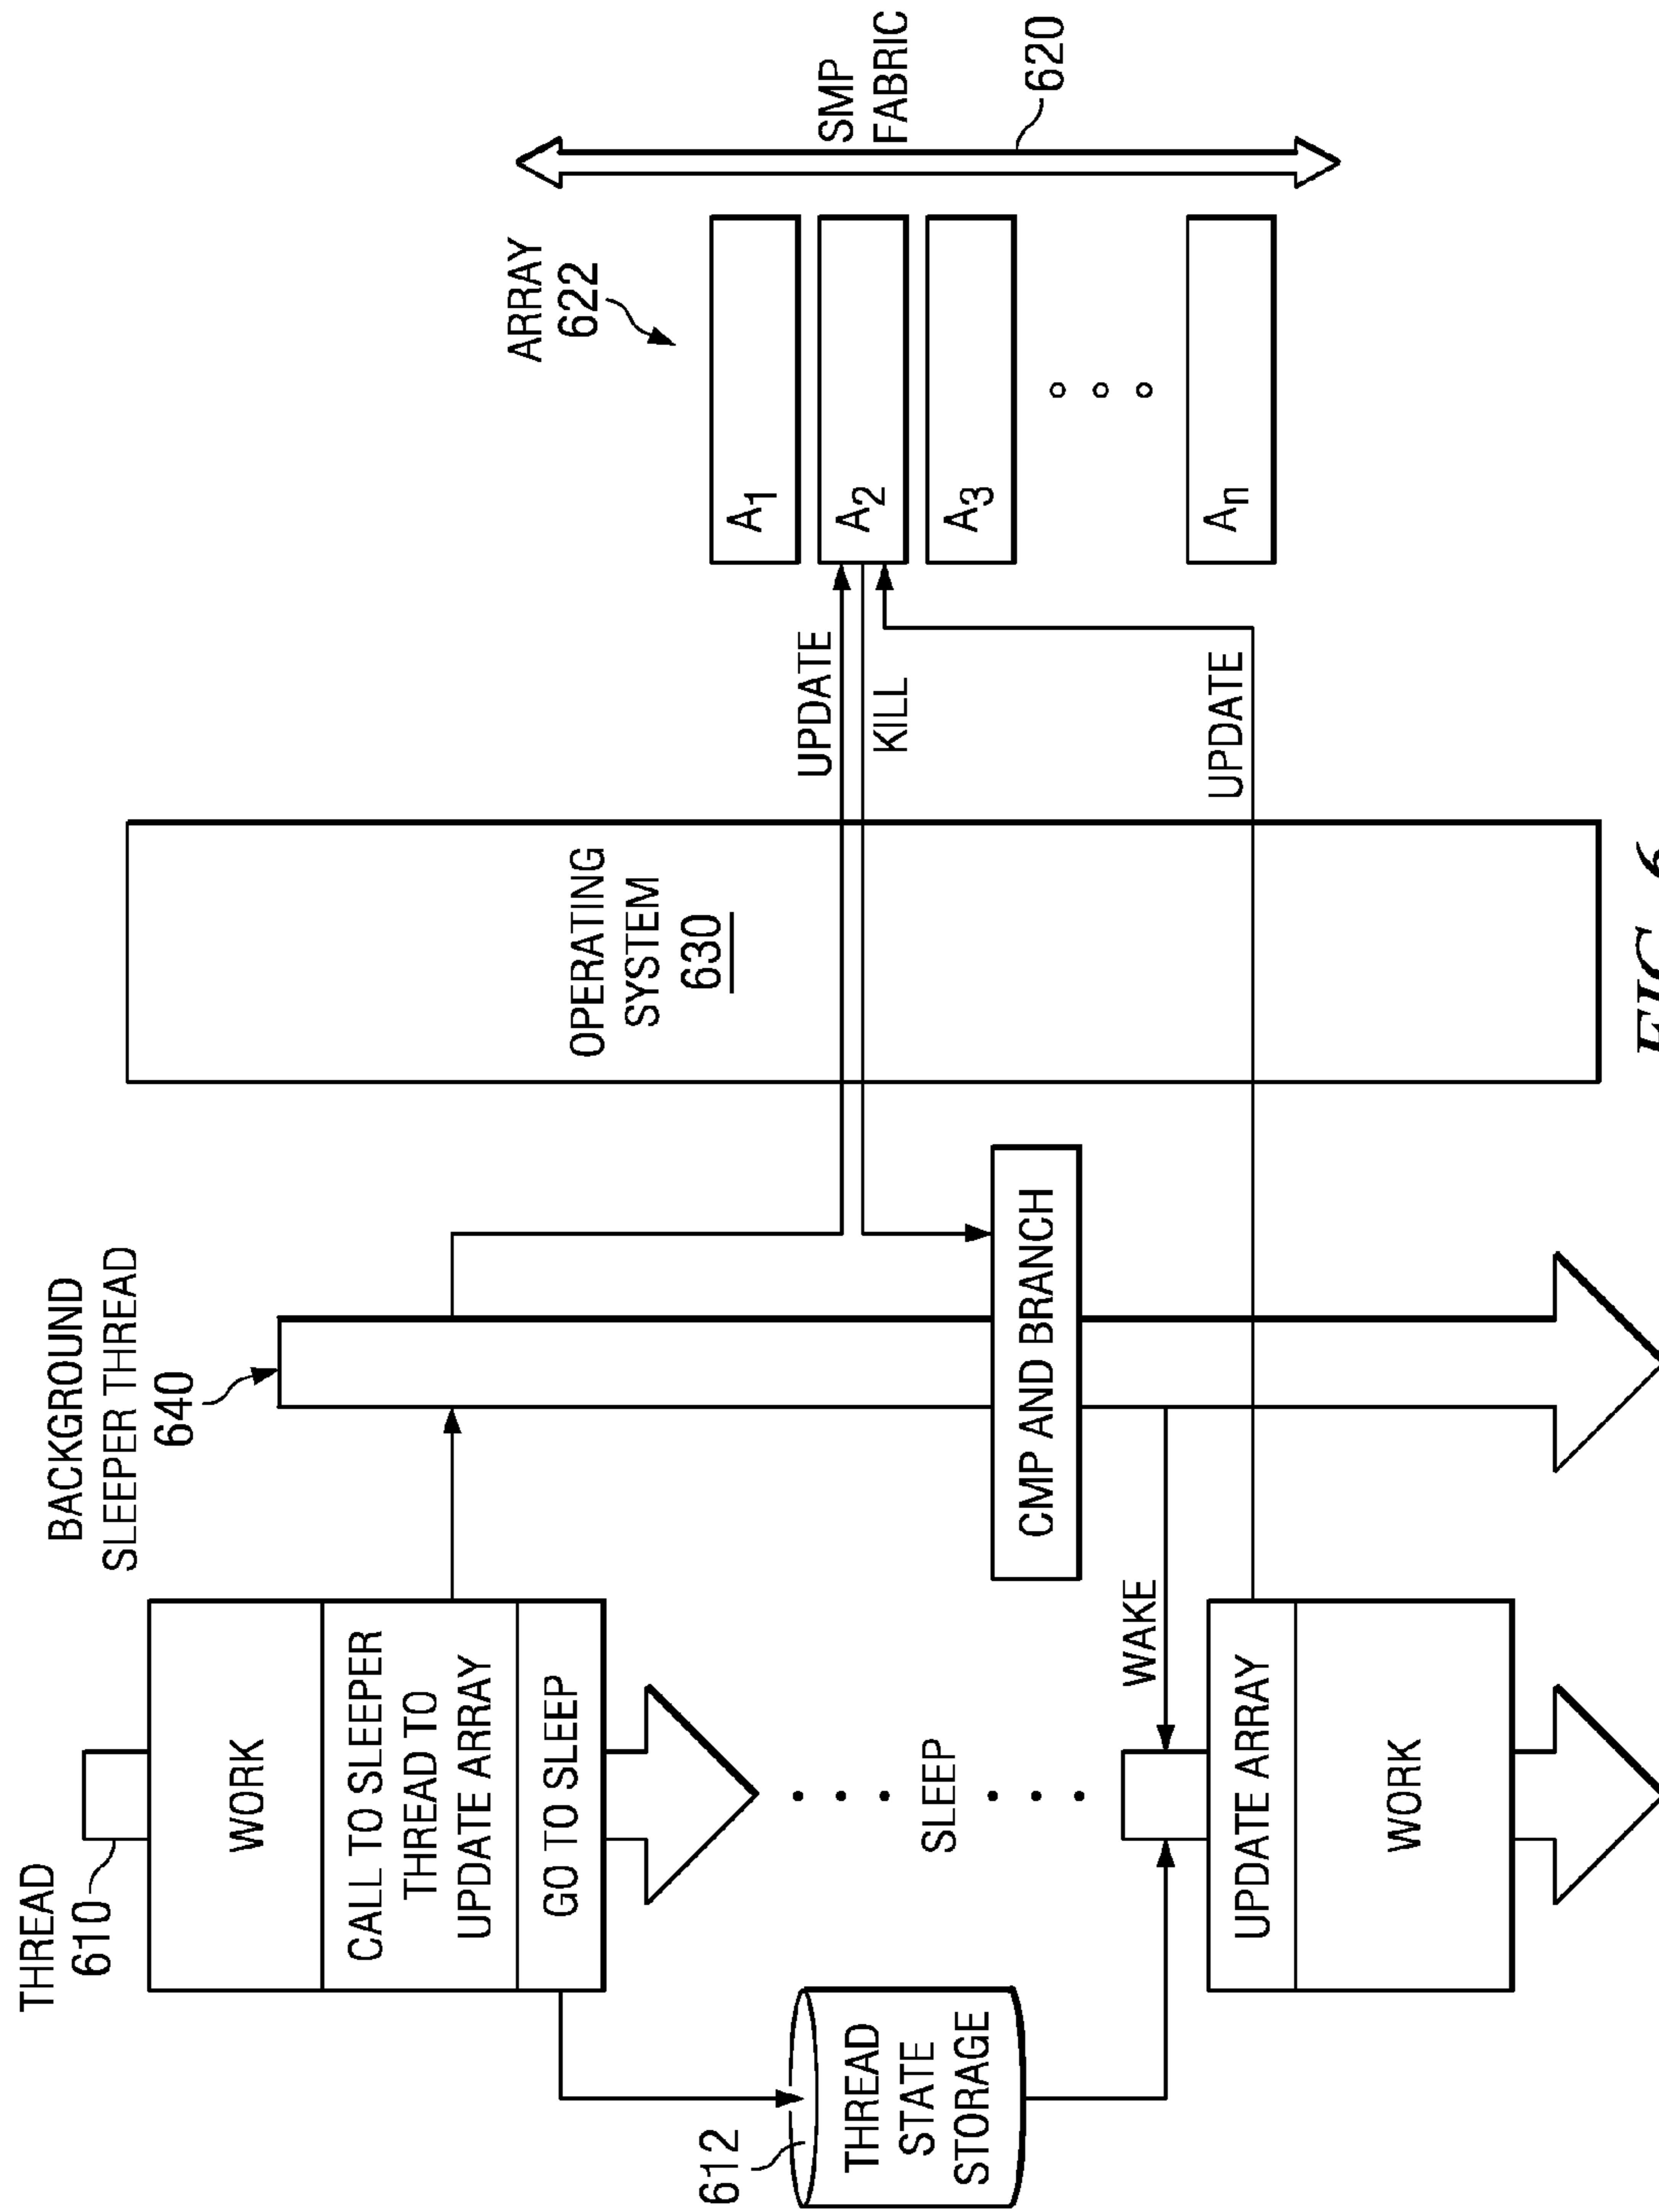 THREAD
610
WORK
CALL TO SLEEPER
THREAD TO
UPDATE ARRAY
GO TO SLEEP
612
THREAD
STATE
STORAGE
SLEEP
WAKE
UPDATE ARRAY
WORK
BACKGROUND
SLEEPER THREAD
640
CMP AND BRANCH
OPERATING
SYSTEM
630
UPDATE
KILL
UPDATE
ARRAY
622
A1
A2
A3
An
SMP
FABRIC
620
FIG. 6